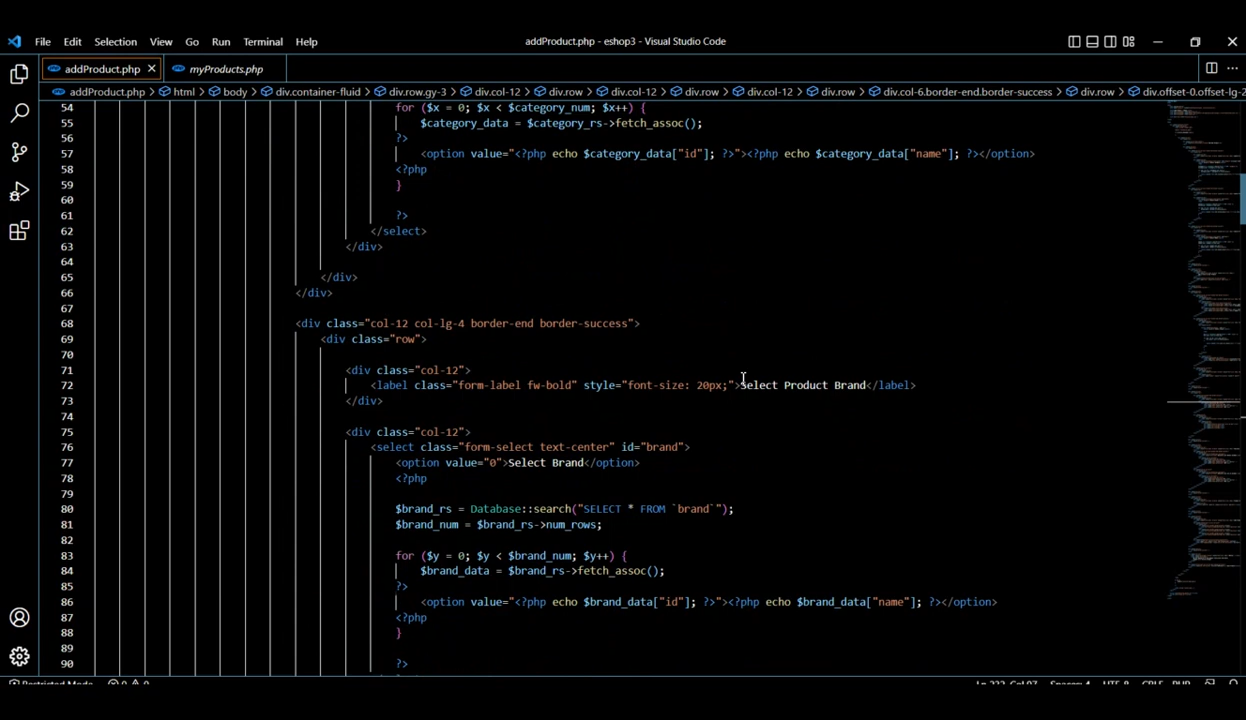 File Edit Selection View Go Run Terminal Help
addProduct.php - eshop3 - Visual Studio Code
addProduct.php
myProducts.php
addProduct.php > html > body > div.container-fluid > div.row.gy-3 > div.col-12 > div.row > div.col-12 > div.row > div.col-12 > div.row > div.col-6.border-end.border-success > div.row > div.offset-0.offset-lg-2
54 for ($x = 0; $x < $category_num; $x++) {
55 $category_data = $category_rs->fetch_assoc();
56 ?>
57 <option value="<?php echo $category_data["id"]; ?>"><?php echo $category_data["name"]; ?></option>
58 <?php
59 }
60
61 ?>
62 </select>
63 </div>
64
65 </div>
66 </div>
67
68 <div class="col-12 col-lg-4 border-end border-success">
69 <div class="row">
70
71 <div class="col-12">
72 <label class="form-label fw-bold" style="font-size: 20px;">Select Product Brand</label>
73 </div>
74
75 <div class="col-12">
76 <select class="form-select text-center" id="brand">
77 <option value="0">Select Brand</option>
78 <?php
79
80 $brand_rs = Database::search("SELECT * FROM `brand`");
81 $brand_num = $brand_rs->num_rows;
82
83 for ($y = 0; $y < $brand_num; $y++) {
84 $brand_data = $brand_rs->fetch_assoc();
85 ?>
86 <option value="<?php echo $brand_data["id"]; ?>"><?php echo $brand_data["name"]; ?></option>
87 <?php
88 }
89
90 ?>